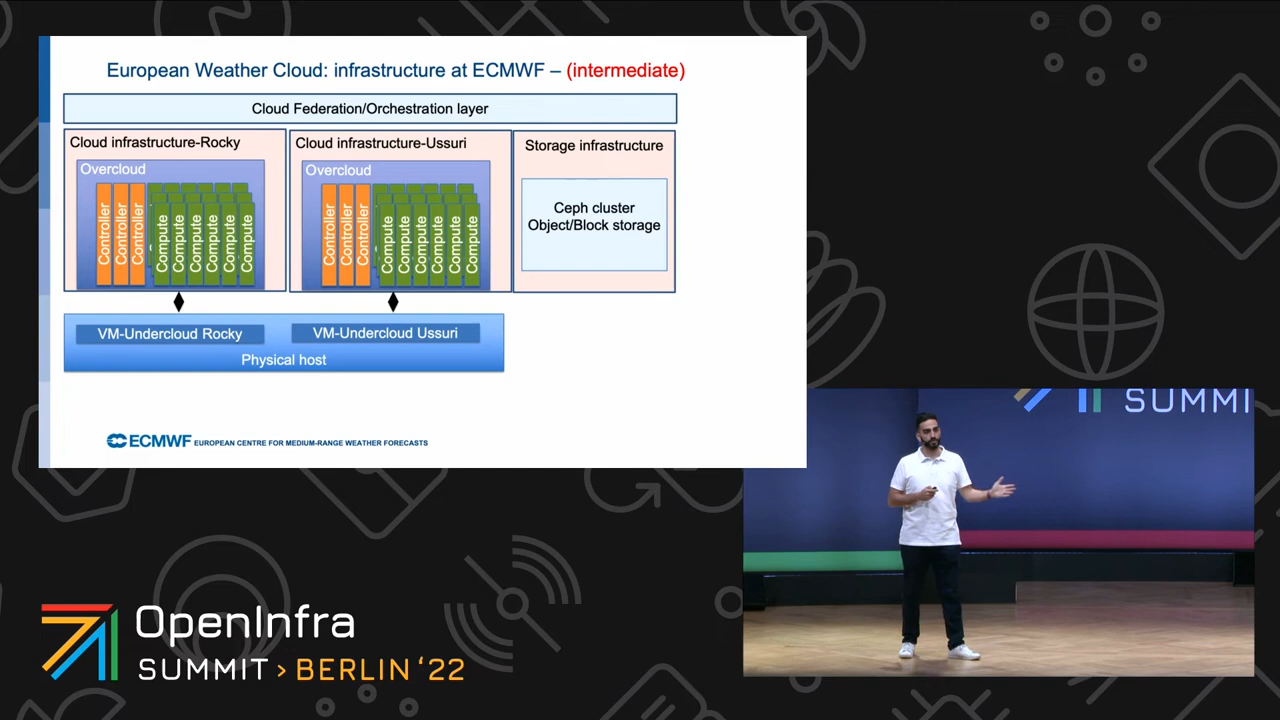 European Weather Cloud: infrastructure at ECMWF – (intermediate)
Cloud Federation/Orchestration layer
Cloud infrastructure-Rocky
Overcloud
Controller
Controller
Controller
Compute
Compute
Compute
Compute
Compute
Compute
Cloud infrastructure-Ussuri
Overcloud
Controller
Controller
Controller
Compute
Compute
Compute
Compute
Compute
Compute
Storage infrastructure
Ceph cluster
Object/Block storage
VM-Undercloud Rocky
VM-Undercloud Ussuri
Physical host
ECMWF EUROPEAN CENTRE FOR MEDIUM-RANGE WEATHER FORECASTS
SUMMI
OpenInfra
SUMMIT > BERLIN ‘22